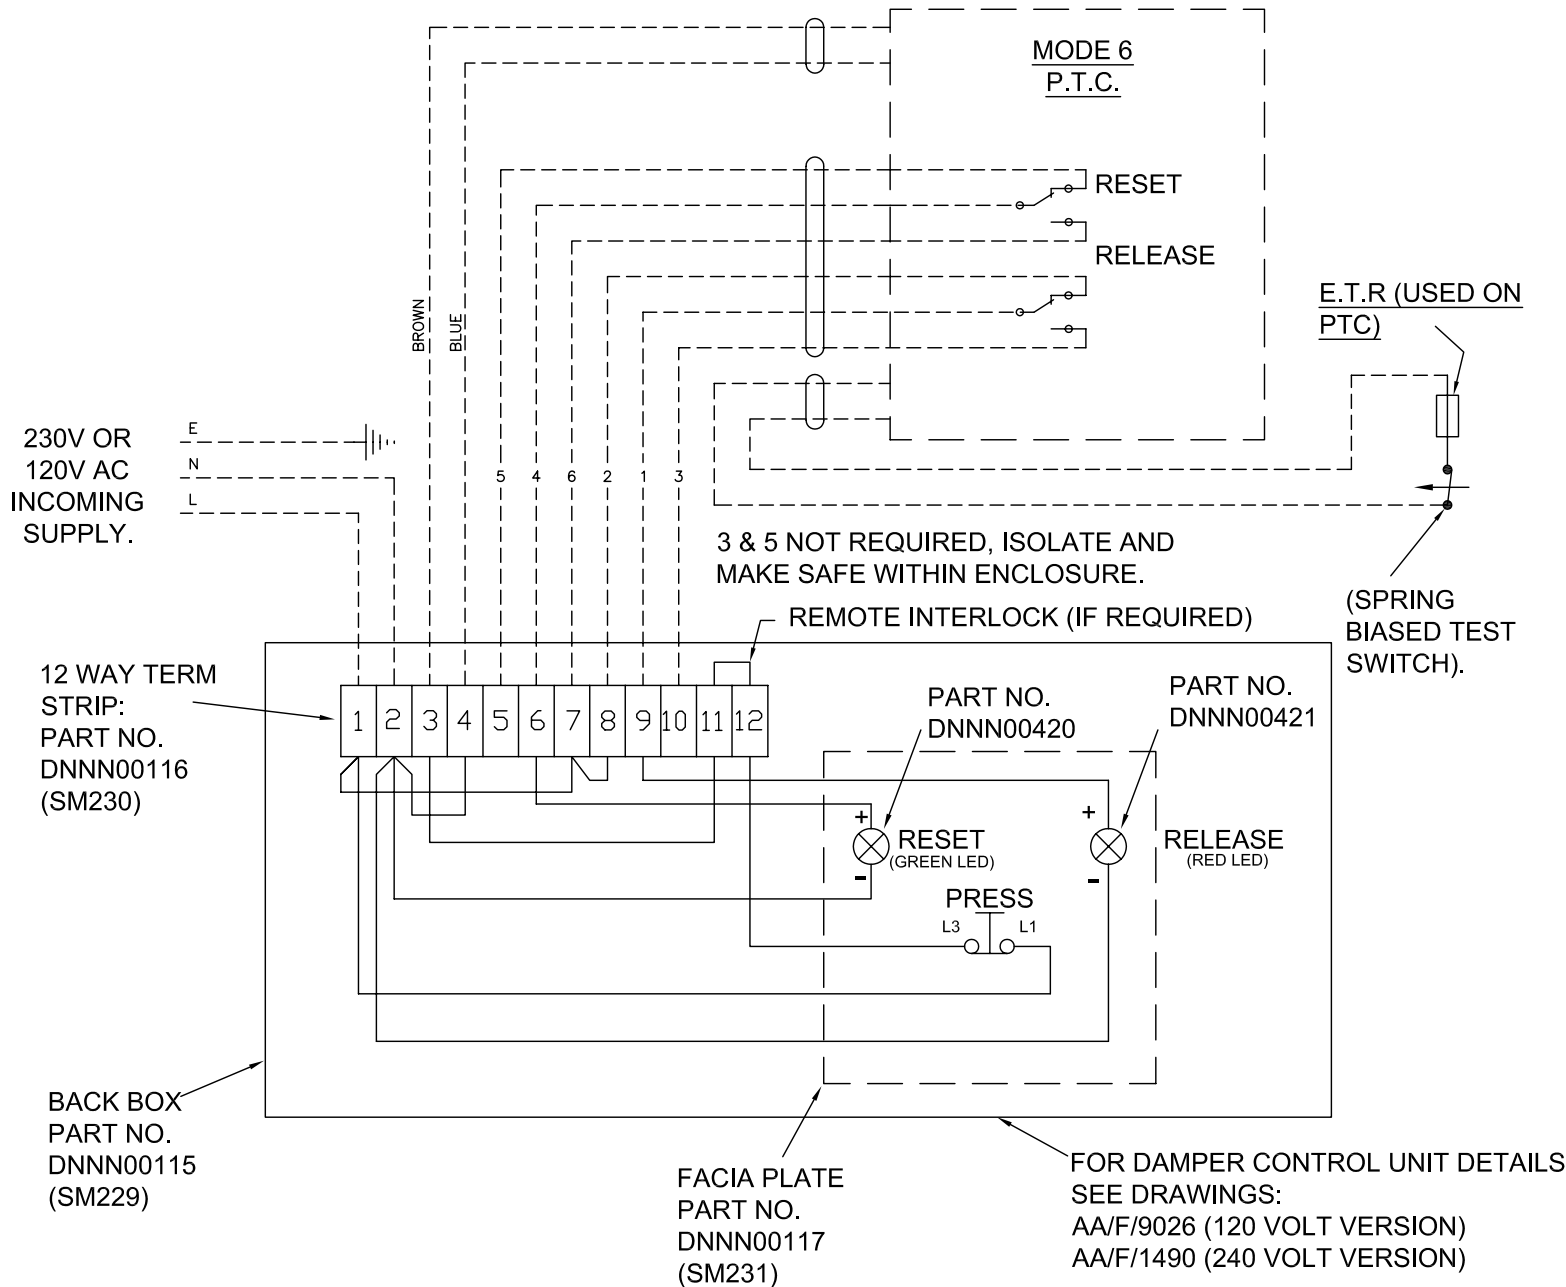 MODE 6
P.T.C.
RESET
RELEASE
E.T.R (USED ON
PTC)
BROWN
BLUE
230V OR
120V AC
INCOMING
SUPPLY.
E
N
L
5 4 6 2 1 3
3 & 5 NOT REQUIRED, ISOLATE AND
MAKE SAFE WITHIN ENCLOSURE.
(SPRING
BIASED TEST
SWITCH).
REMOTE INTERLOCK (IF REQUIRED)
12 WAY TERM
STRIP:
PART NO.
DNNN00116
(SM230)
1 2 3 4 5 6 7 8 9 10 11 12
PART NO.
DNNN00420
PART NO.
DNNN00421
+
RESET
(GREEN LED)
-
+
RELEASE
(RED LED)
-
PRESS
L3 L1
BACK BOX
PART NO.
DNNN00115
(SM229)
FACIA PLATE
PART NO.
DNNN00117
(SM231)
FOR DAMPER CONTROL UNIT DETAILS
SEE DRAWINGS:
AA/F/9026 (120 VOLT VERSION)
AA/F/1490 (240 VOLT VERSION)